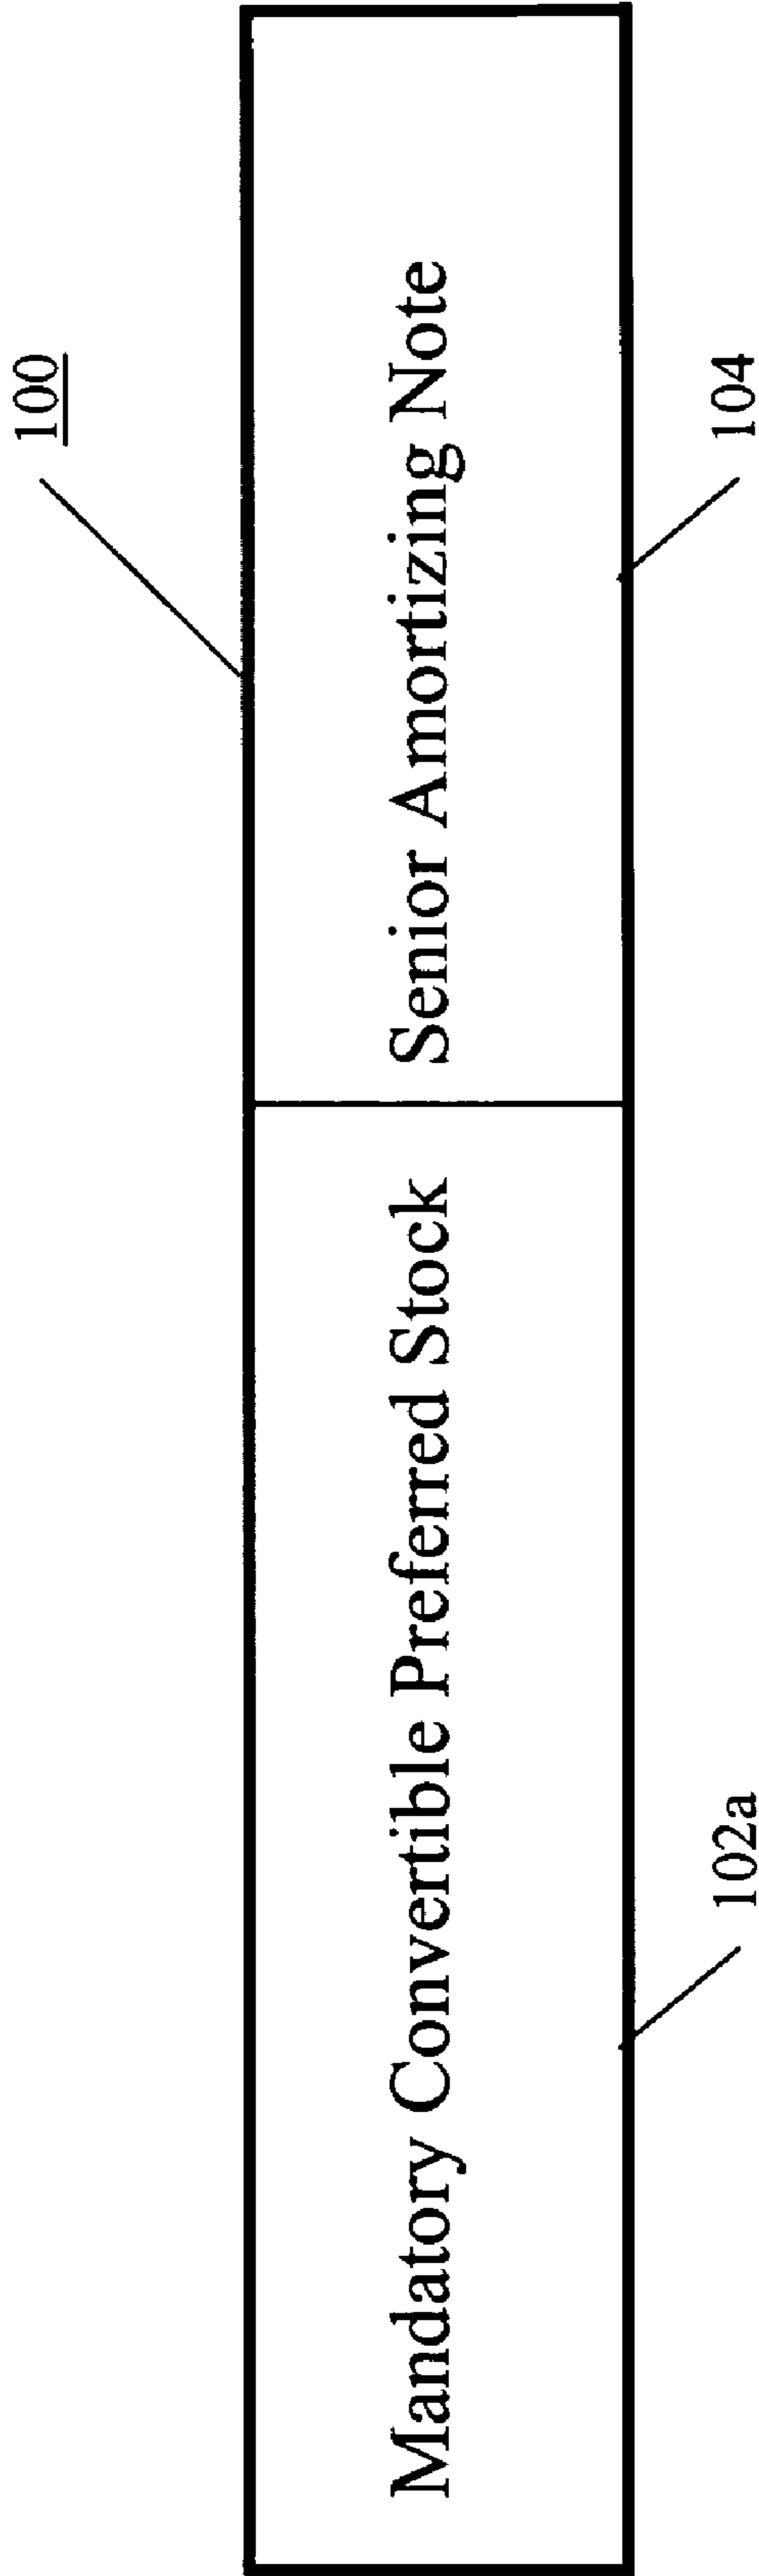 100
Mandatory Convertible Preferred Stock
Senior Amortizing Note
102a
104